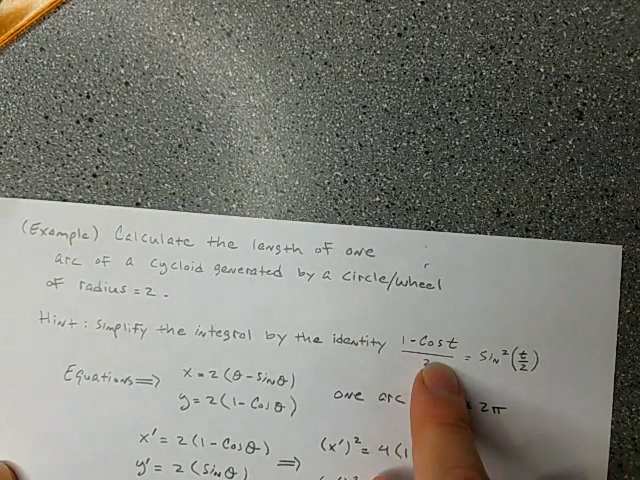 (Example) Calculate the length of one
arc of a cycloid generated by a circle/wheel
of radius = 2.
Hint: Simplify the integral by the identity (1 - Cos t)/2 = Sin²(t/2)
Equations ⇒ x = 2(θ - sinθ)
y = 2(1 - Cosθ) one arc 2π
x' = 2(1 - Cosθ) ⇒ (x')² = 4(1
y' = 2(Sinθ)